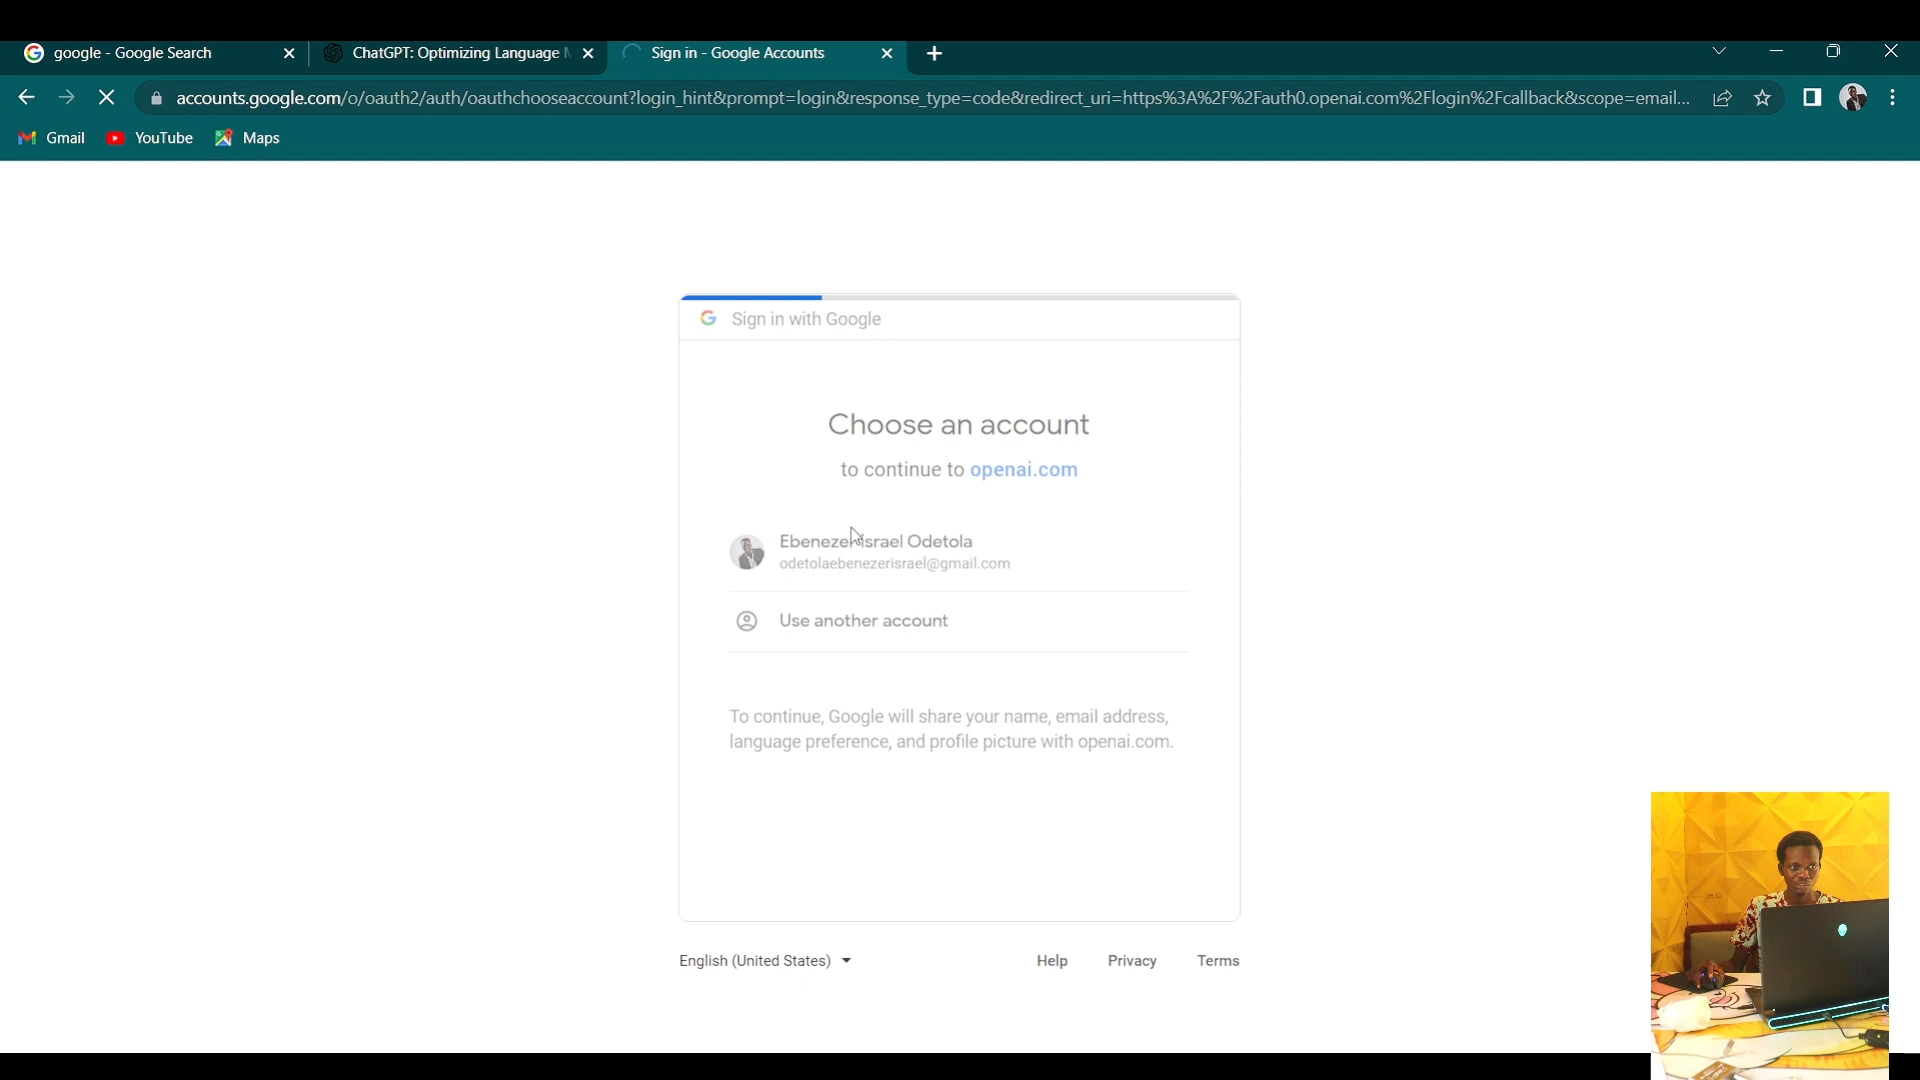 google - Google Search
ChatGPT: Optimizing Language
Sign in - Google Accounts
accounts.google.com/o/oauth2/auth/oauthchooseaccount?login_hint&prompt=login&response_type=code&redirect_uri=https%3A%2F%2Fauth0.openai.com%2Flogin%2Fcallback&scope=email...
Gmail
YouTube
Maps
Sign in with Google
Choose an account
to continue to openai.com
Ebenezer Israel Odetola
odetolaebenezerisrael@gmail.com
Use another account
To continue, Google will share your name, email address,
language preference, and profile picture with openai.com.
English (United States)
Help
Privacy
Terms